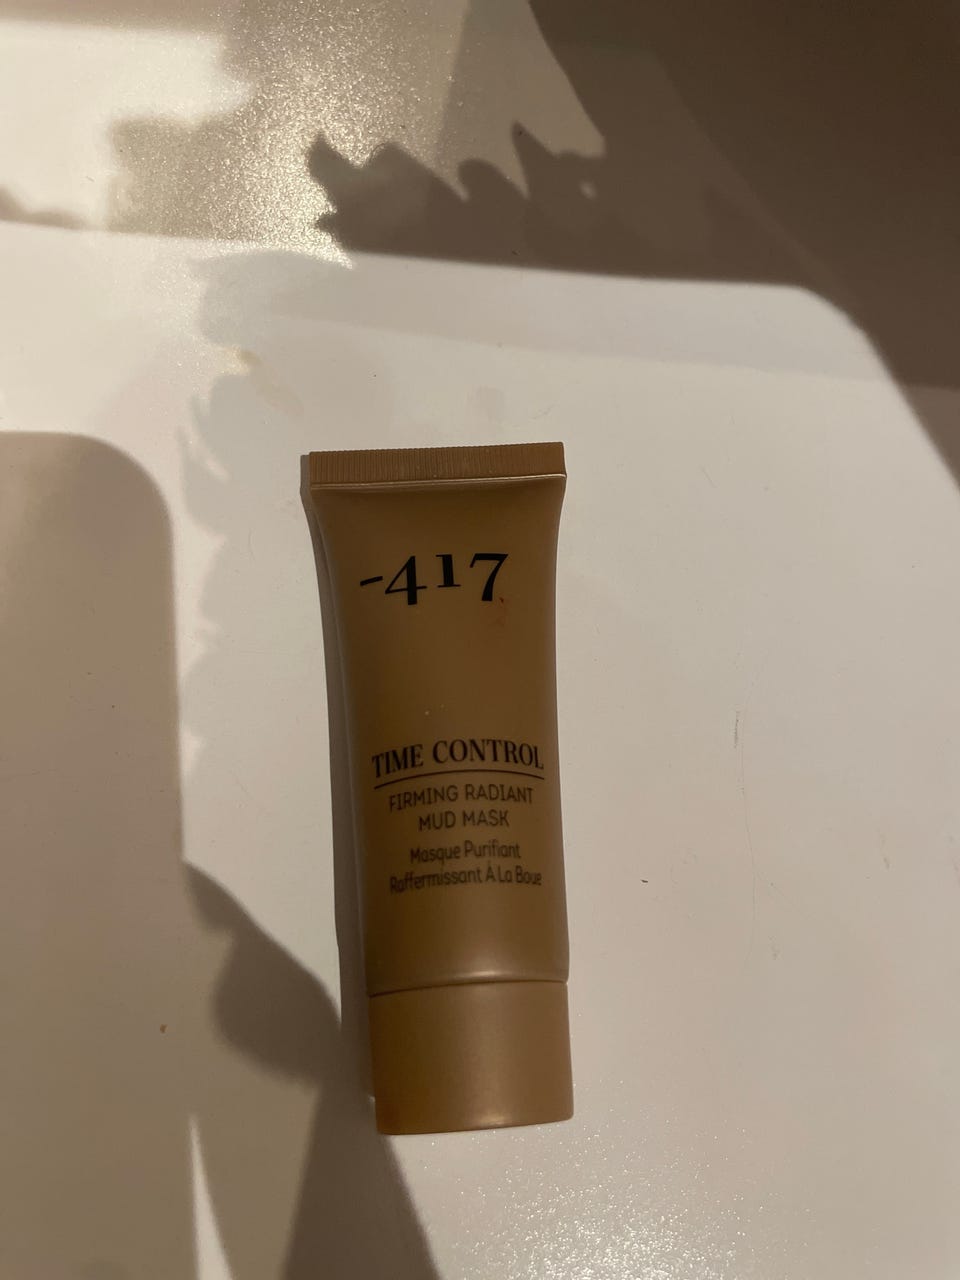 -417
TIME CONTROL
FIRMING RADIANT
MUD MASK
Masque Purifiant
Raffermissant À La Boue